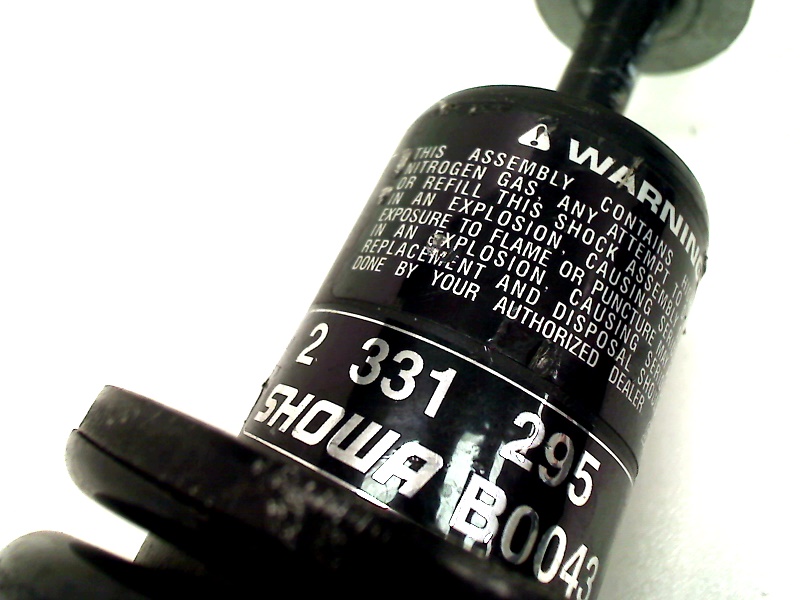 ⚠ WARNING
THIS ASSEMBLY CONTAINS
NITROGEN GAS, ANY ATTEMPT TO
OR REFILL THIS SHOCK ASSEMBLY
IN AN EXPLOSION, CAUSING
EXPOSURE TO FLAME OR PUNCTURE
IN AN EXPLOSION, CAUSING
REPLACEMENT AND DISPOSAL
DONE BY YOUR AUTHORIZED DEALER
2 331 295
SHOWA B0043